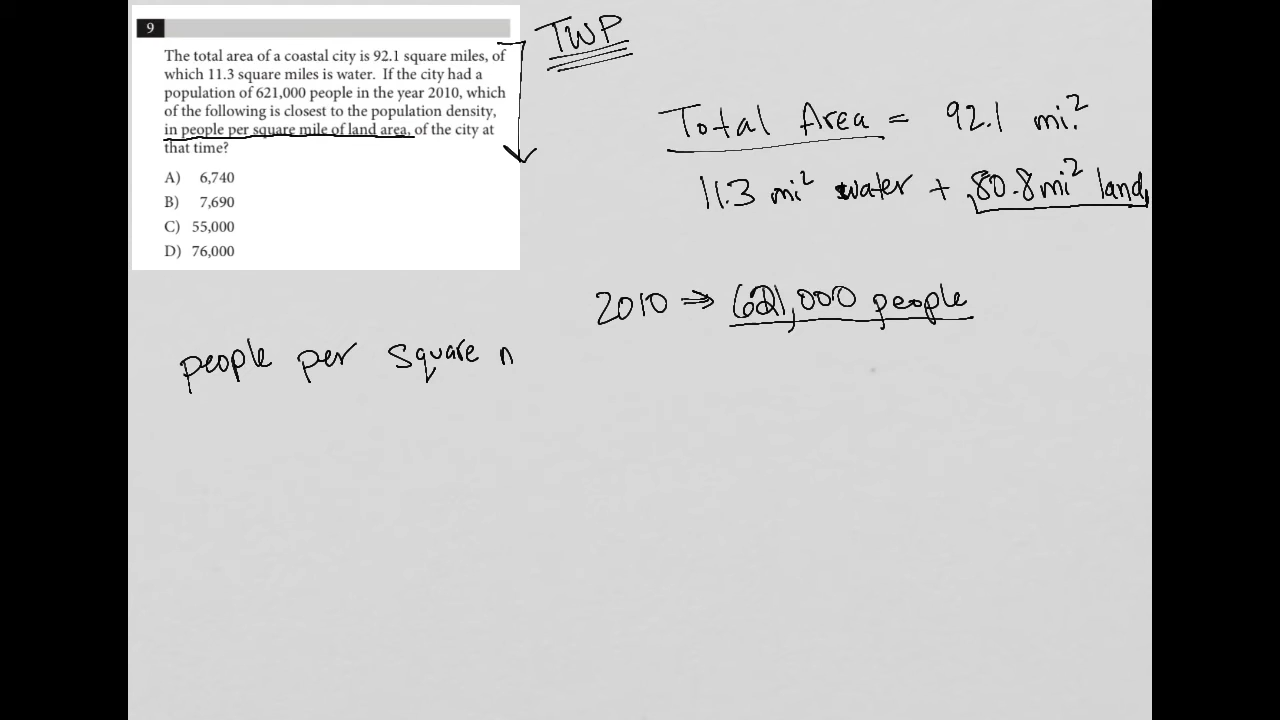 9
The total area of a coastal city is 92.1 square miles, of
which 11.3 square miles is water. If the city had a
population of 621,000 people in the year 2010, which
of the following is closest to the population density,
in people per square mile of land area, of the city at
that time?
A) 6,740
B) 7,690
C) 55,000
D) 76,000
TWP
Total Area = 92.1 mi.²
11.3 mi² water + 80.8 mi² land
2010 ⇒ 621,000 people
people per square n